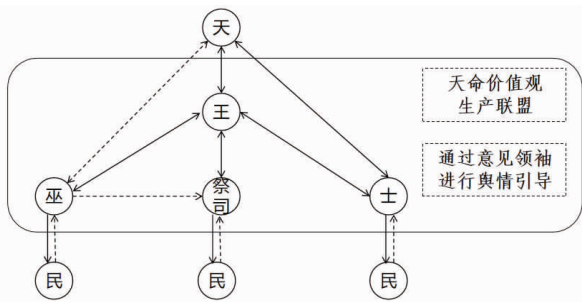 天
王
天命价值观
生产联盟
通过意见领袖
进行舆情引导
巫
祭
司
士
民
民
民